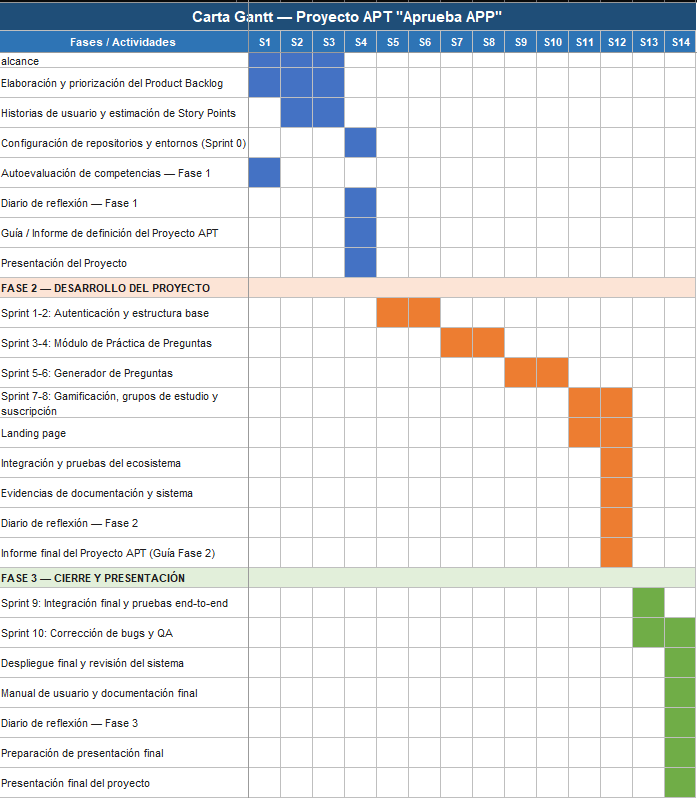 Carta Gantt — Proyecto APT "Aprueba APP"
Fases / Actividades S1 S2 S3 S4 S5 S6 S7 S8 S9 S10 S11 S12 S13 S14
alcance
Elaboración y priorización del Product Backlog
Historias de usuario y estimación de Story Points
Configuración de repositorios y entornos (Sprint 0)
Autoevaluación de competencias — Fase 1
Diario de reflexión — Fase 1
Guía / Informe de definición del Proyecto APT
Presentación del Proyecto
FASE 2 — DESARROLLO DEL PROYECTO
Sprint 1-2: Autenticación y estructura base
Sprint 3-4: Módulo de Práctica de Preguntas
Sprint 5-6: Generador de Preguntas
Sprint 7-8: Gamificación, grupos de estudio y
suscripción
Landing page
Integración y pruebas del ecosistema
Evidencias de documentación y sistema
Diario de reflexión — Fase 2
Informe final del Proyecto APT (Guía Fase 2)
FASE 3 — CIERRE Y PRESENTACIÓN
Sprint 9: Integración final y pruebas end-to-end
Sprint 10: Corrección de bugs y QA
Despliegue final y revisión del sistema
Manual de usuario y documentación final
Diario de reflexión — Fase 3
Preparación de presentación final
Presentación final del proyecto